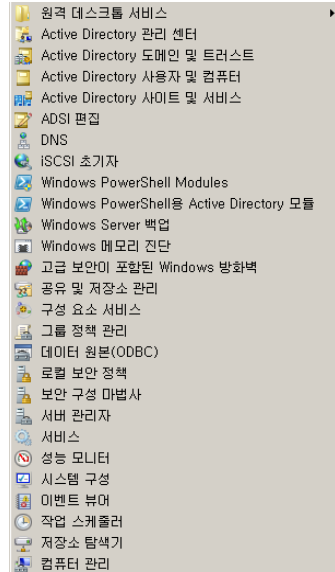 원격 데스크톱 서비스
Active Directory 관리 센터
Active Directory 도메인 및 트러스트
Active Directory 사용자 및 컴퓨터
Active Directory 사이트 및 서비스
ADSI 편집
DNS
iSCSI 초기자
Windows PowerShell Modules
Windows PowerShell용 Active Directory 모듈
Windows Server 백업
Windows 메모리 진단
고급 보안이 포함된 Windows 방화벽
공유 및 저장소 관리
구성 요소 서비스
그룹 정책 관리
데이터 원본(ODBC)
로컬 보안 정책
보안 구성 마법사
서버 관리자
서비스
성능 모니터
시스템 구성
이벤트 뷰어
작업 스케줄러
저장소 탐색기
컴퓨터 관리